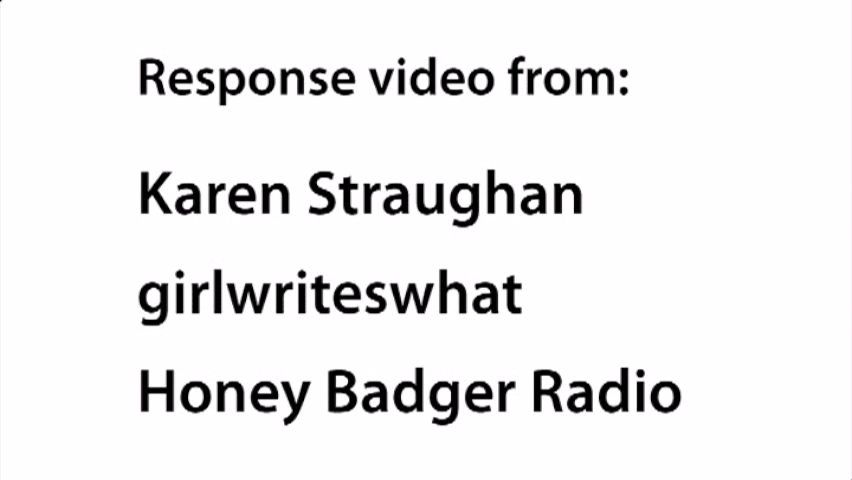 Response video from:
Karen Straughan
girlwriteswhat
Honey Badger Radio